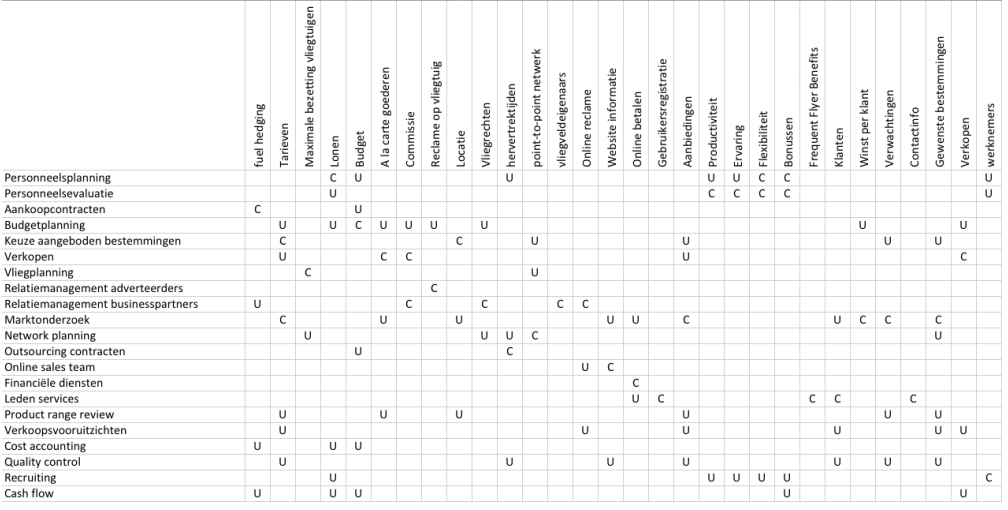 fuel hedging
Tarieven
Maximale bezetting vliegtuigen
Lonen
Budget
A la carte goederen
Commissie
Reclame op vliegtuig
Locatie
Vliegrechten
hervertrektijden
point-to-point netwerk
vliegveldeigenaars
Online reclame
Website informatie
Online betalen
Gebruikersregistratie
Aanbiedingen
Productiviteit
Ervaring
Flexibiliteit
Bonussen
Frequent Flyer Benefits
Klanten
Winst per klant
Verwachtingen
Contactinfo
Gewenste bestemmingen
Verkopen
werknemers
Personneelsplanning C U U U U C C U
Personneelsevaluatie U C C C C U
Aankoopcontracten C U
Budgetplanning U U C U U U U U U
Keuze aangeboden bestemmingen C C U U U U
Verkopen U C C U C
Vliegplanning C U
Relatiemanagement adverteerders C
Relatiemanagement businesspartners U C C C C
Marktonderzoek C U U U U C U C C C
Network planning U U U C U
Outsourcing contracten U C
Online sales team U C
Financiële diensten C
Leden services U C C C C
Product range review U U U U U U
Verkoopsvooruitzichten U U U U U U
Cost accounting U U U
Quality control U U U U U U U
Recruiting U U U U U C
Cash flow U U U U U